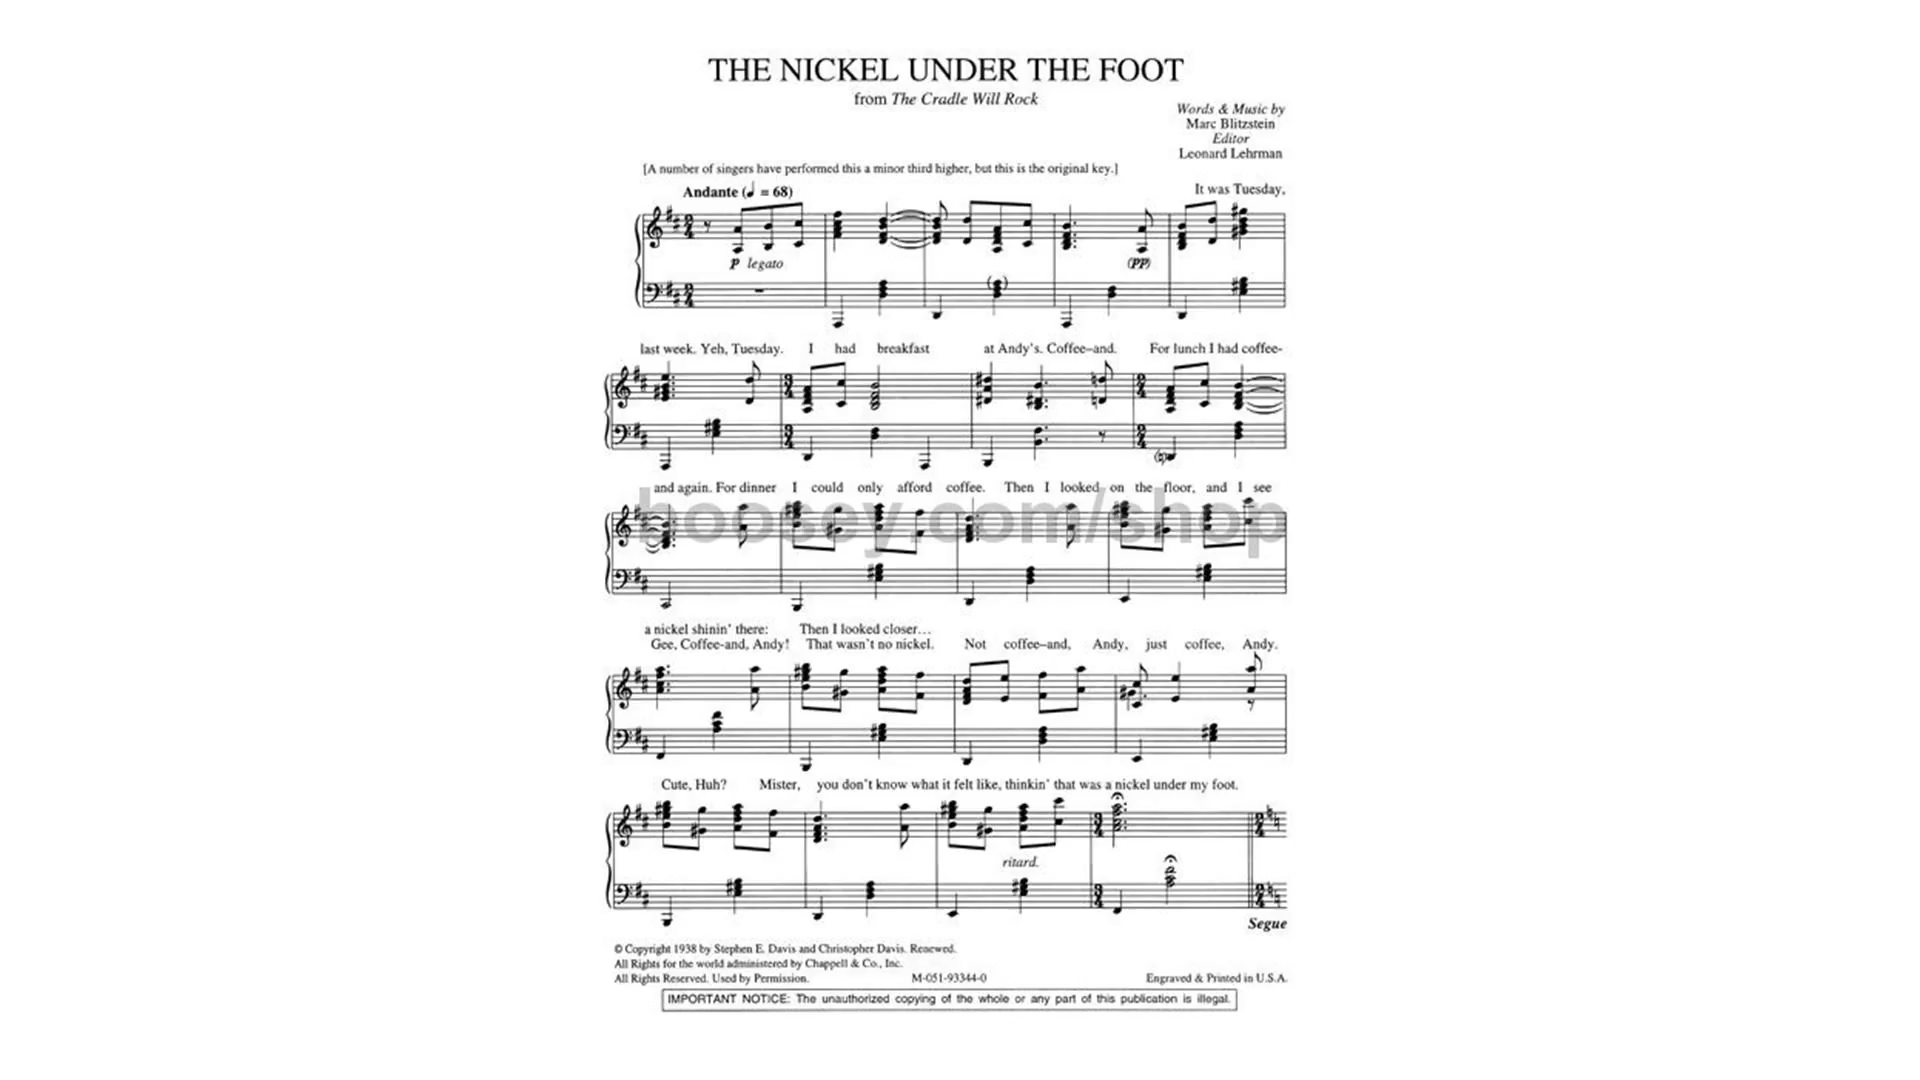 THE NICKEL UNDER THE FOOT
from The Cradle Will Rock
Words & Music by
Marc Blitzstein
Editor
Leonard Lehrman
[A number of singers have performed this a minor third higher, but this is the original key.]
Andante (♩ = 68)
It was Tuesday,
p legato
(pp)
last week. Yeh, Tuesday. I had breakfast at Andy's. Coffee–and. For lunch I had coffee-
and again. For dinner I could only afford coffee. Then I looked on the floor, and I see
boosey.com/shop
a nickel shinin' there: Then I looked closer...
Gee, Coffee-and, Andy! That wasn't no nickel. Not coffee–and, Andy, just coffee, Andy.
Cute, Huh? Mister, you don't know what it felt like, thinkin' that was a nickel under my foot.
ritard.
Segue
© Copyright 1938 by Stephen E. Davis and Christopher Davis. Renewed.
All Rights for the world administered by Chappell & Co., Inc.
All Rights Reserved. Used by Permission. M-051-93344-0 Engraved & Printed in U.S.A.
IMPORTANT NOTICE: The unauthorized copying of the whole or any part of this publication is illegal.